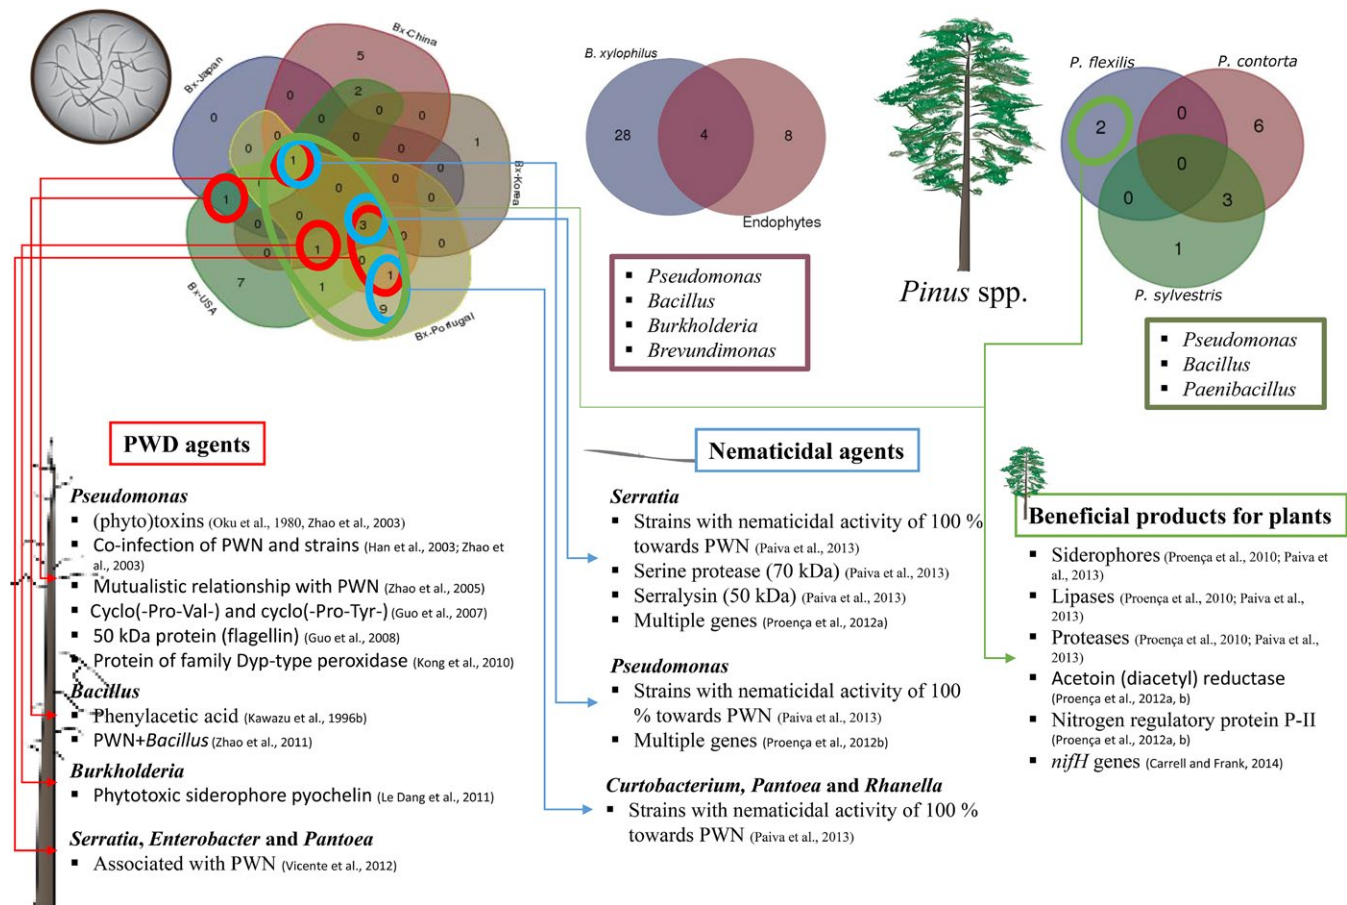 Bx-China
5
Bx-Japan
0
2
0
0
0
0
0
0
0
0
1
1
0
0
0
0
Bx-Korea
1
0
0
0
3
0
0
0
1
0
0
0
7
1
1
9
Bx-USA
Bx-Portugal
B. xylophilus
28
4
8
Endophytes
▪ Pseudomonas
▪ Bacillus
▪ Burkholderia
▪ Brevundimonas
Pinus spp.
P. flexilis
P. contorta
2
0
6
0
0
3
1
P. sylvestris
▪ Pseudomonas
▪ Bacillus
▪ Paenibacillus
PWD agents
Pseudomonas
▪ (phyto)toxins (Oku et al., 1980, Zhao et al., 2003)
▪ Co-infection of PWN and strains (Han et al., 2003; Zhao et
al., 2003)
▪ Mutualistic relationship with PWN (Zhao et al., 2005)
▪ Cyclo(-Pro-Val-) and cyclo(-Pro-Tyr-) (Guo et al., 2007)
▪ 50 kDa protein (flagellin) (Guo et al., 2008)
▪ Protein of family Dyp-type peroxidase (Kong et al., 2010)
Bacillus
▪ Phenylacetic acid (Kawazu et al., 1996b)
▪ PWN+Bacillus (Zhao et al., 2011)
Burkholderia
▪ Phytotoxic siderophore pyochelin (Le Dang et al., 2011)
Serratia, Enterobacter and Pantoea
▪ Associated with PWN (Vicente et al., 2012)
Nematicidal agents
Serratia
▪ Strains with nematicidal activity of 100 %
towards PWN (Paiva et al., 2013)
▪ Serine protease (70 kDa) (Paiva et al., 2013)
▪ Serralysin (50 kDa) (Paiva et al., 2013)
▪ Multiple genes (Proença et al., 2012a)
Pseudomonas
▪ Strains with nematicidal activity of 100
% towards PWN (Paiva et al., 2013)
▪ Multiple genes (Proença et al., 2012b)
Curtobacterium, Pantoea and Rhanella
▪ Strains with nematicidal activity of 100 %
towards PWN (Paiva et al., 2013)
Beneficial products for plants
▪ Siderophores (Proença et al., 2010; Paiva et
al., 2013)
▪ Lipases (Proença et al., 2010; Paiva et al.,
2013)
▪ Proteases (Proença et al., 2010; Paiva et al.,
2013)
▪ Acetoin (diacetyl) reductase
(Proença et al., 2012a, b)
▪ Nitrogen regulatory protein P-II
(Proença et al., 2012a, b)
▪ nifH genes (Carrell and Frank, 2014)